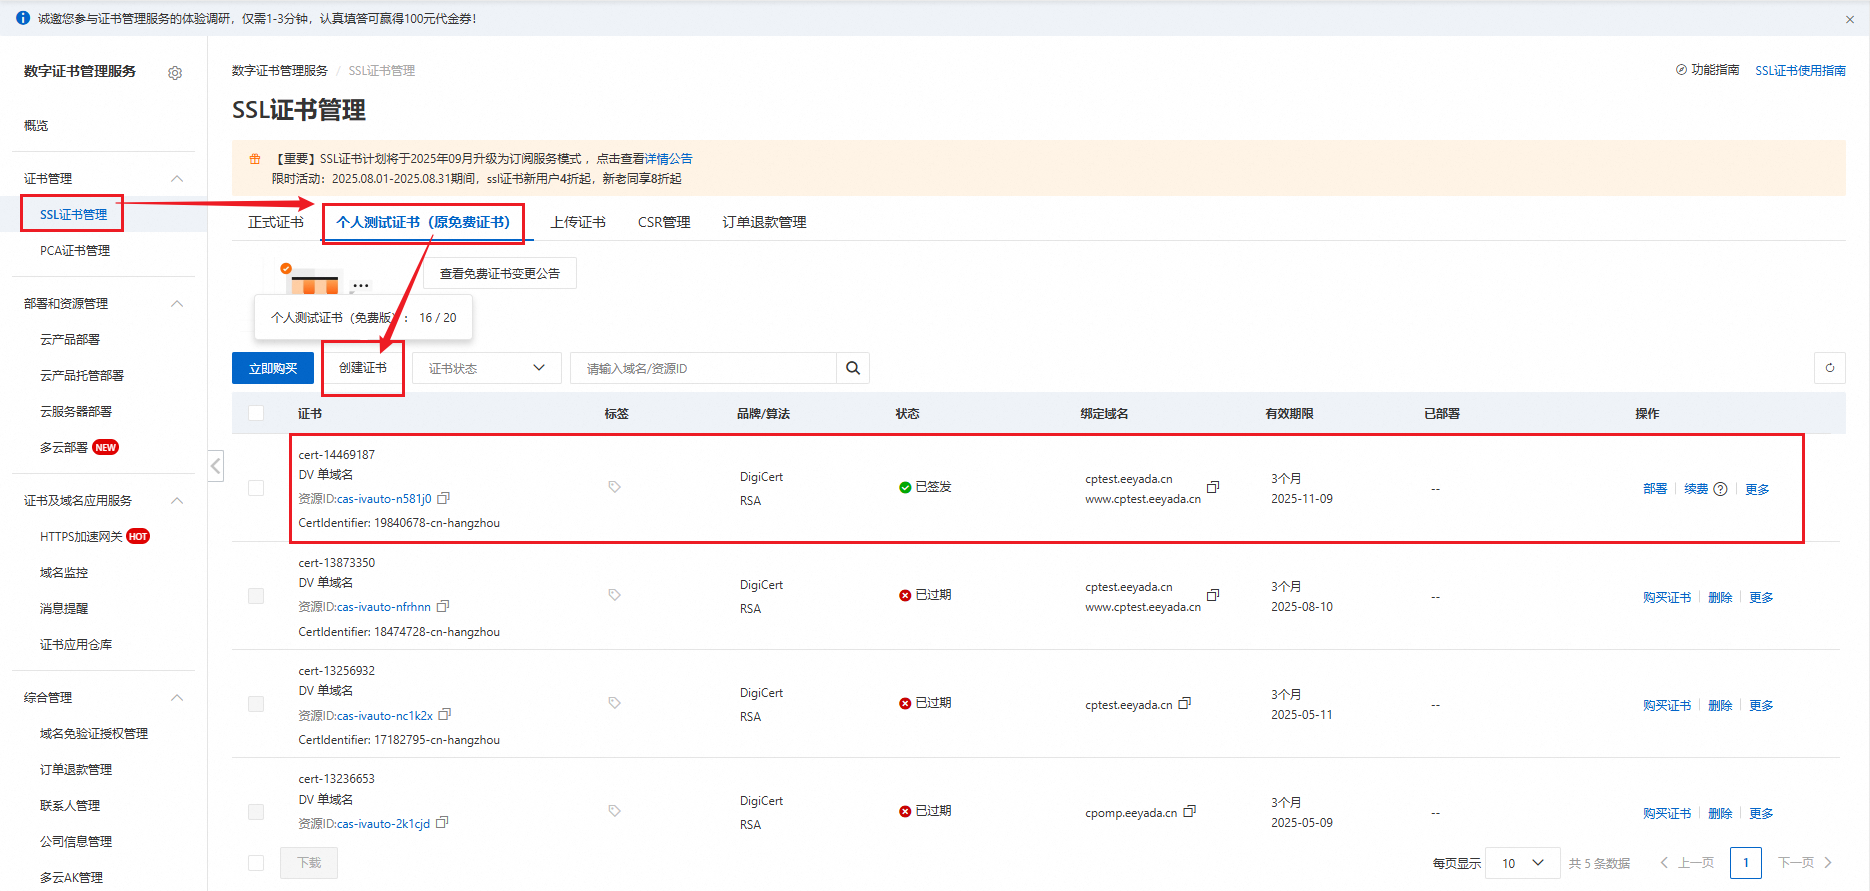 诚邀您参与证书管理服务的体验调研，仅需1-3分钟，认真填答可赢得100元代金券！
数字证书管理服务
概览
证书管理
SSL证书管理
PCA证书管理
部署和资源管理
云产品部署
云产品托管部署
云服务器部署
多云部署 NEW
证书及域名应用服务
HTTPS加速网关 HOT
域名监控
消息提醒
证书应用仓库
综合管理
域名免验证授权管理
订单退款管理
联系人管理
公司信息管理
多云AK管理
数字证书管理服务 / SSL证书管理
功能指南 SSL证书使用指南
SSL证书管理
【重要】SSL证书计划将于2025年09月升级为订阅服务模式 ，点击查看详情公告
限时活动：2025.08.01-2025.08.31期间，ssl证书新用户4折起，新老同享8折起
正式证书 个人测试证书（原免费证书） 上传证书 CSR管理 订单退款管理
... 查看免费证书变更公告
个人测试证书（免费版）： 16 / 20
立即购买 创建证书 证书状态 请输入域名/资源ID
证书 标签 品牌/算法 状态 绑定域名 有效期限 已部署 操作
cert-14469187
DV 单域名
资源ID:cas-ivauto-n581j0
CertIdentifier: 19840678-cn-hangzhou
DigiCert
RSA
已签发
cptest.eeyada.cn
www.cptest.eeyada.cn
3个月
2025-11-09
--
部署 续费 更多
cert-13873350
DV 单域名
资源ID:cas-ivauto-nfrhnn
CertIdentifier: 18474728-cn-hangzhou
DigiCert
RSA
已过期
cptest.eeyada.cn
www.cptest.eeyada.cn
3个月
2025-08-10
--
购买证书 删除 更多
cert-13256932
DV 单域名
资源ID:cas-ivauto-nc1k2x
CertIdentifier: 17182795-cn-hangzhou
DigiCert
RSA
已过期
cptest.eeyada.cn
3个月
2025-05-11
--
购买证书 删除 更多
cert-13236653
DV 单域名
资源ID:cas-ivauto-2k1cjd
DigiCert
RSA
已过期
cpomp.eeyada.cn
3个月
2025-05-09
--
购买证书 删除 更多
下载
每页显示 10 共 5 条数据 上一页 1 下一页